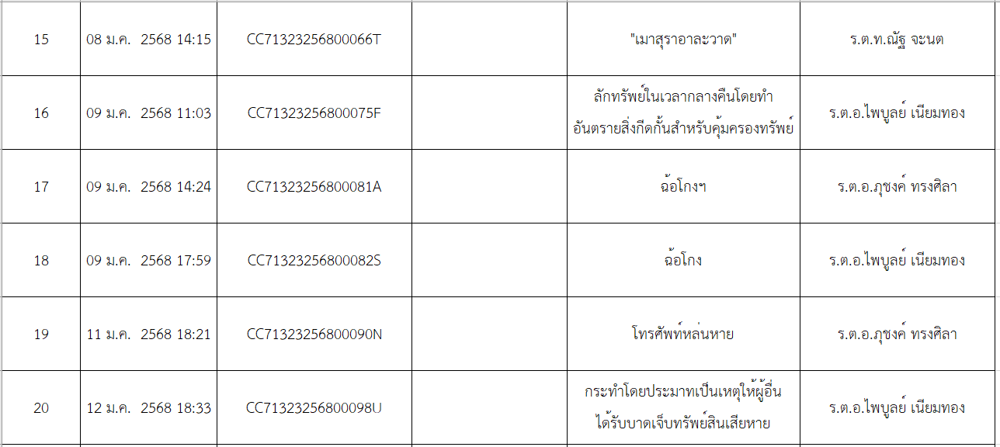 15 08 ม.ค. 2568 14:15 CC71323256800066T "เมาสุราอาละวาด" ร.ต.ท.ณัฐ จะนต
16 09 ม.ค. 2568 11:03 CC71323256800075F ลักทรัพย์ในเวลากลางคืนโดยทำ
อันตรายสิ่งกีดกั้นสำหรับคุ้มครองทรัพย์ ร.ต.อ.ไพบูลย์ เนียมทอง
17 09 ม.ค. 2568 14:24 CC71323256800081A ฉ้อโกงฯ ร.ต.อ.ภุชงค์ ทรงศิลา
18 09 ม.ค. 2568 17:59 CC71323256800082S ฉ้อโกง ร.ต.อ.ไพบูลย์ เนียมทอง
19 11 ม.ค. 2568 18:21 CC71323256800090N โทรศัพท์หล่นหาย ร.ต.อ.ภุชงค์ ทรงศิลา
20 12 ม.ค. 2568 18:33 CC71323256800098U กระทำโดยประมาทเป็นเหตุให้ผู้อื่น
ได้รับบาดเจ็บทรัพย์สินเสียหาย ร.ต.อ.ไพบูลย์ เนียมทอง